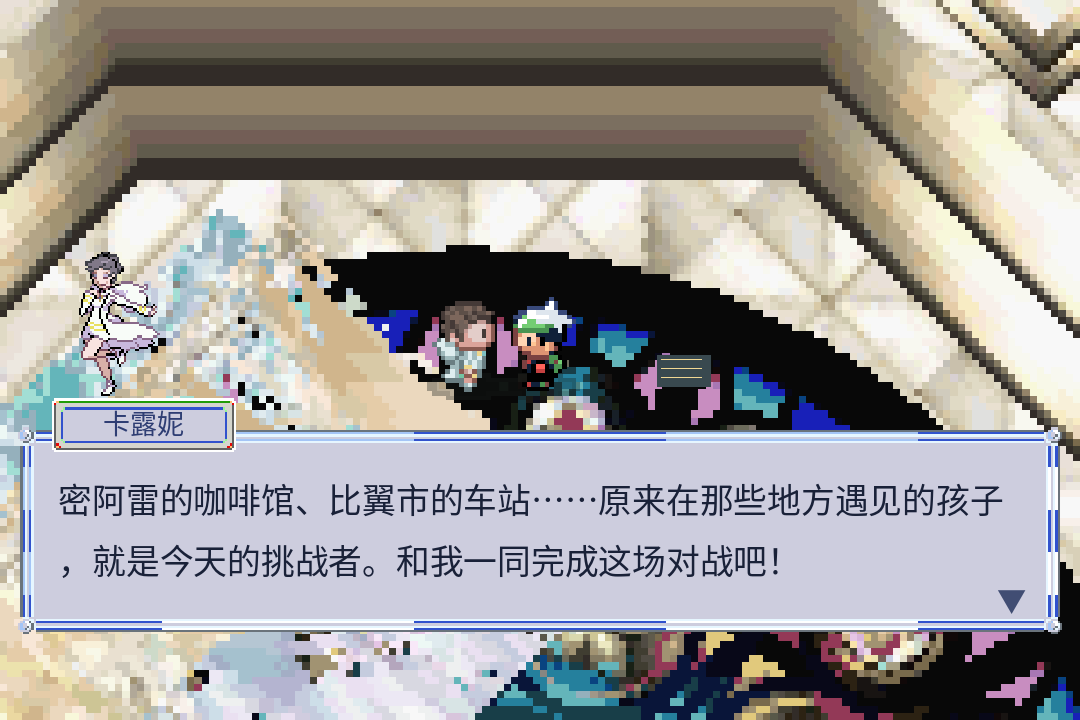 卡露妮
密阿雷的咖啡馆、比翼市的车站……原来在那些地方遇见的孩子
，就是今天的挑战者。和我一同完成这场对战吧！